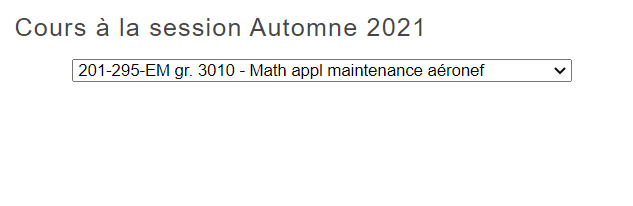 Cours à la session Automne 2021
201-295-EM gr. 3010 - Math appl maintenance aéronef